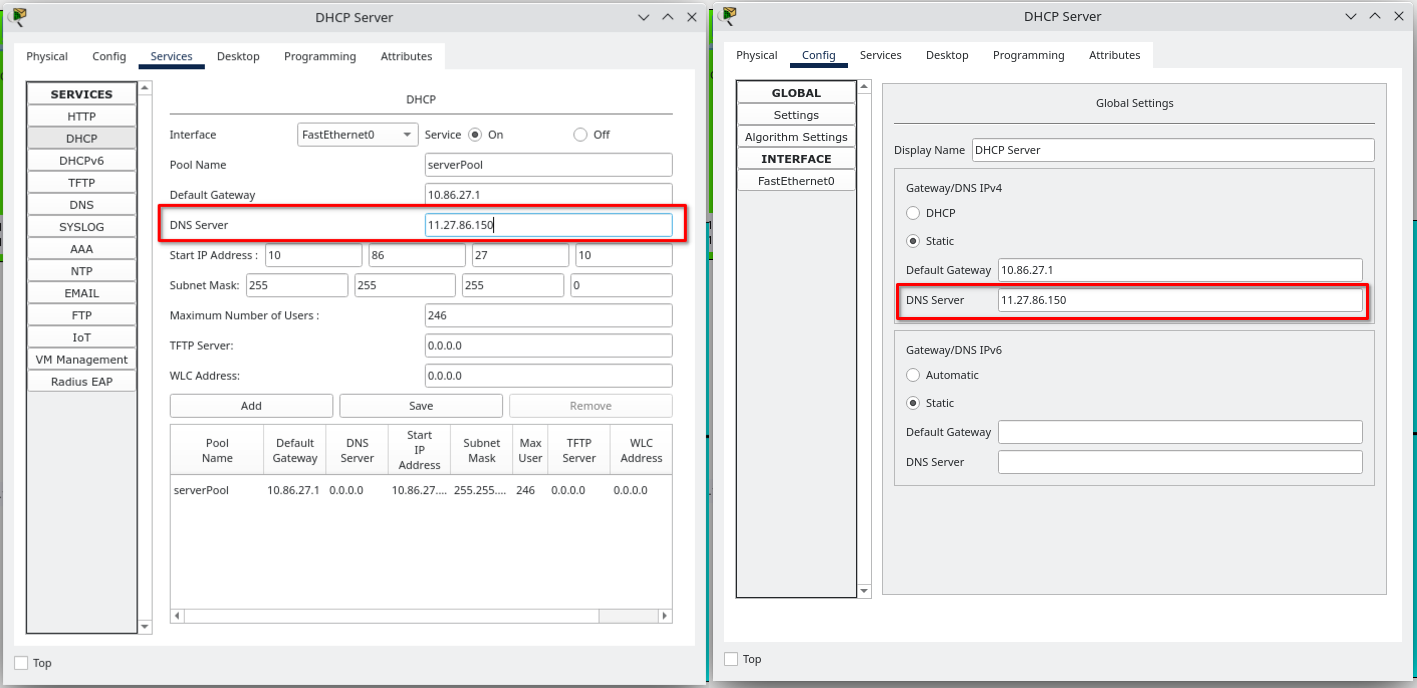 DHCP Server
Physical Config Services Desktop Programming Attributes
SERVICES
HTTP
DHCP
DHCPv6
TFTP
DNS
SYSLOG
AAA
NTP
EMAIL
FTP
IoT
VM Management
Radius EAP
DHCP
Interface FastEthernet0 Service On Off
Pool Name serverPool
Default Gateway 10.86.27.1
DNS Server 11.27.86.150
Start IP Address : 10 86 27 10
Subnet Mask: 255 255 255 0
Maximum Number of Users : 246
TFTP Server: 0.0.0.0
WLC Address: 0.0.0.0
Add Save Remove
Pool Name Default Gateway DNS Server Start IP Address Subnet Mask Max User TFTP Server WLC Address
serverPool 10.86.27.1 0.0.0.0 10.86.27.... 255.255.... 246 0.0.0.0 0.0.0.0
Top
DHCP Server
Physical Config Services Desktop Programming Attributes
GLOBAL
Settings
Algorithm Settings
INTERFACE
FastEthernet0
Global Settings
Display Name DHCP Server
Gateway/DNS IPv4
DHCP
Static
Default Gateway 10.86.27.1
DNS Server 11.27.86.150
Gateway/DNS IPv6
Automatic
Static
Default Gateway
DNS Server
Top